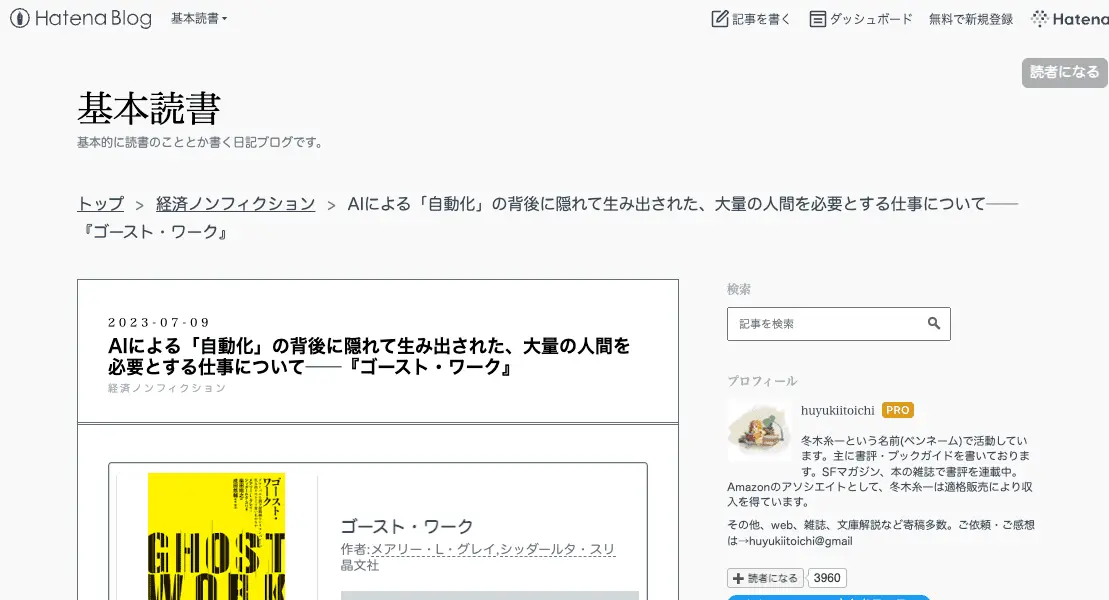 Hatena Blog
基本読書
記事を書く
ダッシュボード
無料で新規登録
Hatena
読者になる
基本読書
基本的に読書のこととか書く日記ブログです。
トップ > 経済ノンフィクション > AIによる「自動化」の背後に隠れて生み出された、大量の人間を必要とする仕事について──
『ゴースト・ワーク』
2023-07-09
AIによる「自動化」の背後に隠れて生み出された、大量の人間を
必要とする仕事について──『ゴースト・ワーク』
経済ノンフィクション
ゴースト・
ワーク
GHOST
WORK
ゴースト・ワーク
作者:メアリー・L・グレイ,シッダールタ・スリ
晶文社
検索
記事を検索
プロフィール
huyukiitoichi PRO
冬木糸一という名前(ペンネーム)で活動してい
ます。主に書評・ブックガイドを書いておりま
す。SFマガジン、本の雑誌で書評を連載中。
Amazonのアソシエイトとして、冬木糸一は適格販売により収
入を得ています。
その他、web、雑誌、文庫解説など寄稿多数。ご依頼・ご感想
は→huyukiitoichi@gmail
読者になる 3960